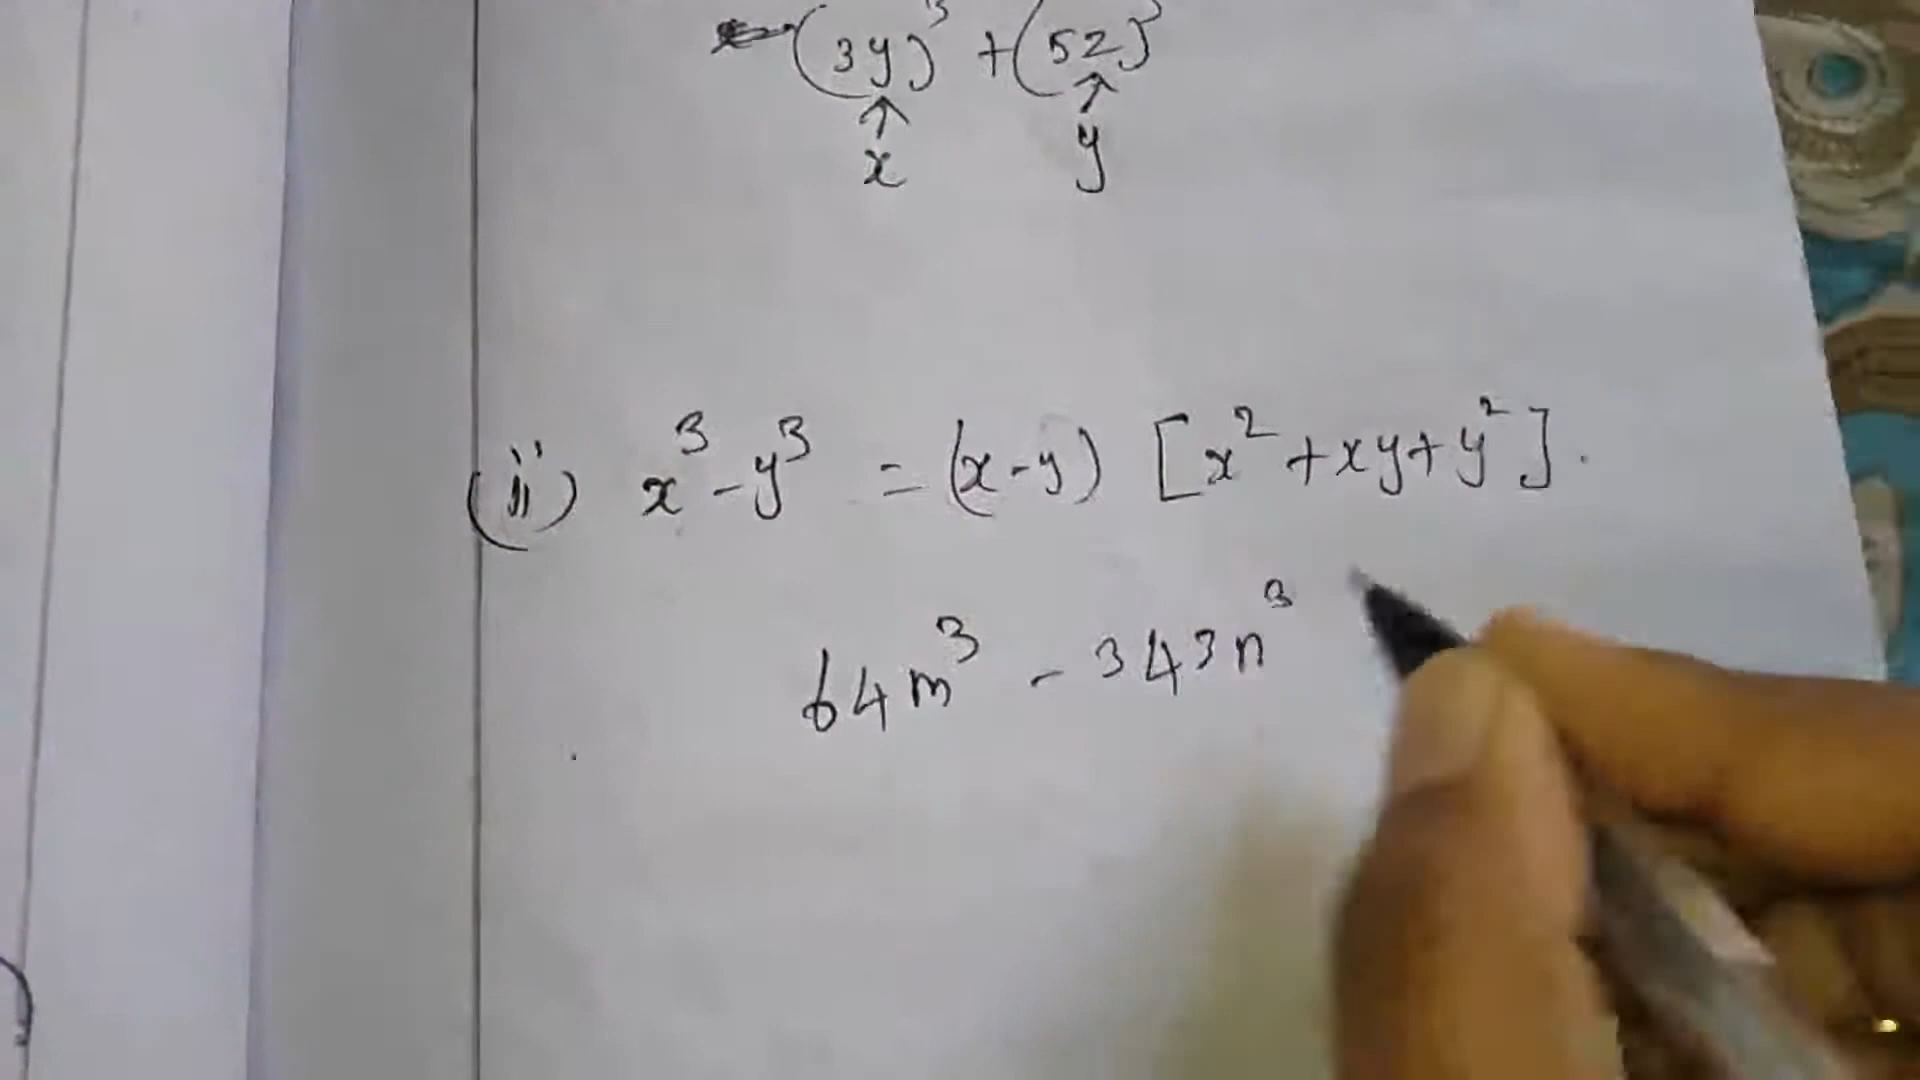 (3y)³ + (5z)³
↑ ↑
x y
(ii) x³ - y³ = (x - y) [x² + xy + y²].
64m³ - 343n³